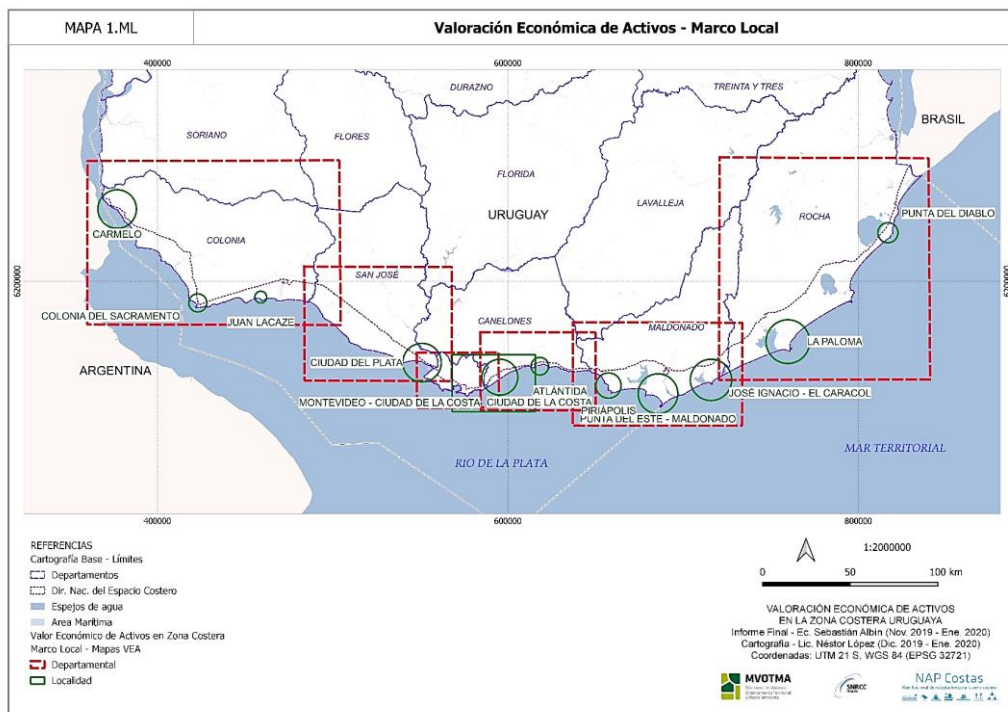 MAPA 1.ML
Valoración Económica de Activos - Marco Local
400000
600000
800000
DURAZNO
TREINTA Y TRES
SORIANO
FLORES
BRASIL
FLORIDA
LAVALLEJA
ROCHA
URUGUAY
PUNTA DEL DIABLO
CARMELO
COLONIA
SAN JOSÉ
6200000
6200000
COLONIA DEL SACRAMENTO
JUAN LACAZE
CANELONES
MALDONADO
LA PALOMA
CIUDAD DEL PLATA
ARGENTINA
ATLÁNTIDA
JOSÉ IGNACIO - EL CARACOL
MONTEVIDEO - CIUDAD DE LA COSTA
CIUDAD DE LA COSTA
PIRIÁPOLIS
PUNTA DEL ESTE - MALDONADO
MAR TERRITORIAL
RIO DE LA PLATA
400000
600000
800000
REFERENCIAS
Cartografía Base - Límites
Departamentos
Dir. Nac. del Espacio Costero
Espejos de agua
Area Marítima
Valor Económico de Activos en Zona Costera
Marco Local - Mapas VEA
Departamental
Localidad
1:2000000
0 50 100 km
VALORACIÓN ECONÓMICA DE ACTIVOS
EN LA ZONA COSTERA URUGUAYA
Informe Final - Ec. Sebastián Albín (Nov. 2019 - Ene. 2020)
Cartografía - Lic. Néstor López (Dic. 2019 - Ene. 2020)
Coordenadas: UTM 21 S, WGS 84 (EPSG 32721)
MVOTMA
SNRCC
NAP Costas